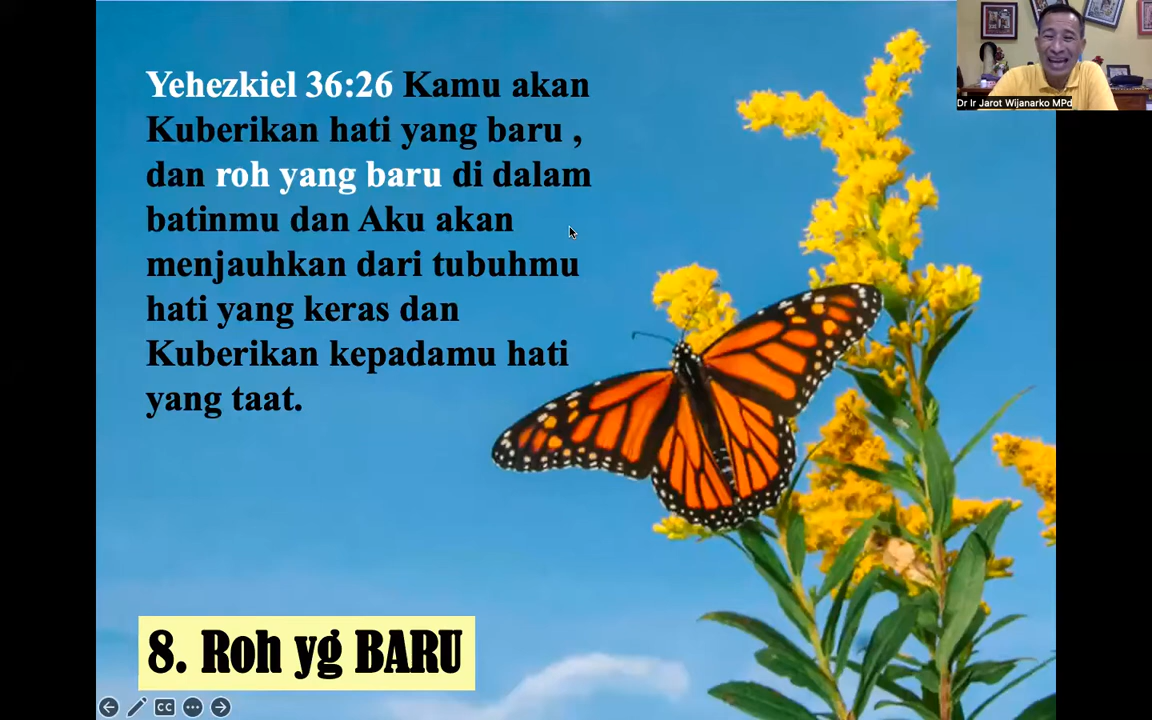 Yehezkiel 36:26 Kamu akan
Kuberikan hati yang baru ,
dan roh yang baru di dalam
batinmu dan Aku akan
menjauhkan dari tubuhmu
hati yang keras dan
Kuberikan kepadamu hati
yang taat.
Dr Ir Jarot Wijanarko MPd
8. Roh yg BARU
CC